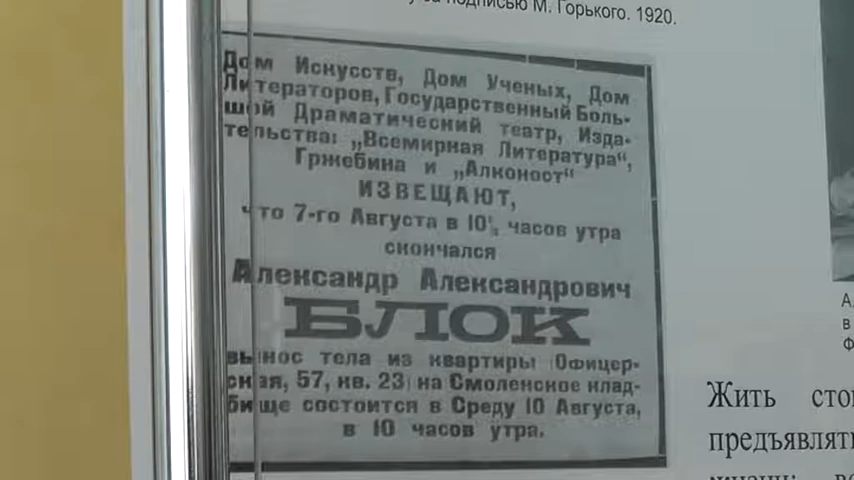 за подписью М. Горького. 1920.
Дом Искусств, Дом Ученых, Дом
Литераторов, Государственный Боль-
шой Драматический театр, Изда-
тельства: „Всемирная Литература“,
Гржебина и „Алконост“
ИЗВЕЩАЮТ,
что 7-го Августа в 10½ часов утра
скончался
Александр Александрович
БЛОК
вынос тела из квартиры (Офицер-
ская, 57, кв. 23) на Смоленское клад-
бище состоится в Среду 10 Августа,
в 10 часов утра.
А.
в
Ф
Жить
предъявлять